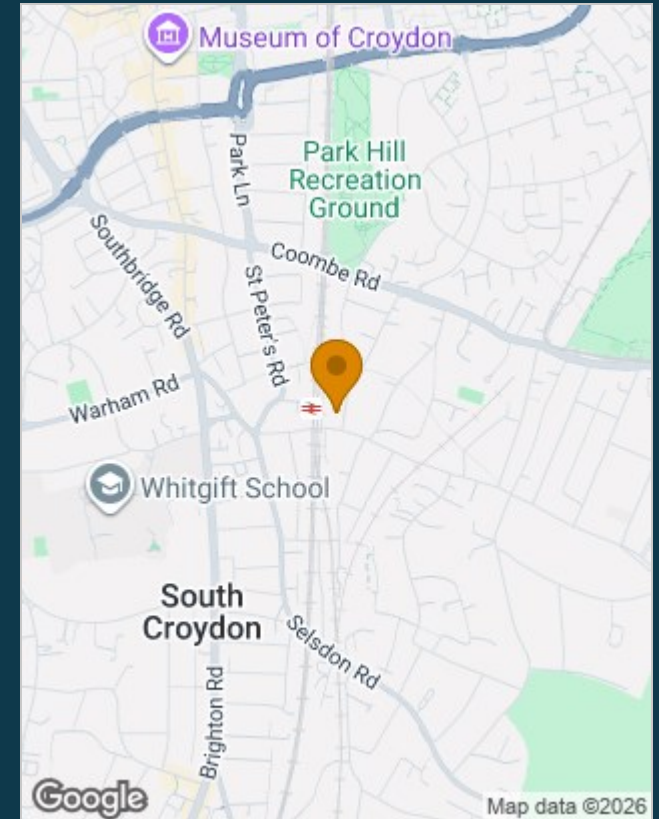 Museum of Croydon
Park Ln
Park Hill
Recreation
Ground
Southbridge Rd
Coombe Rd
St Peter's Rd
Warham Rd
Whitgift School
South
Croydon
Selsdon Rd
Brighton Rd
Google
Map data ©2026